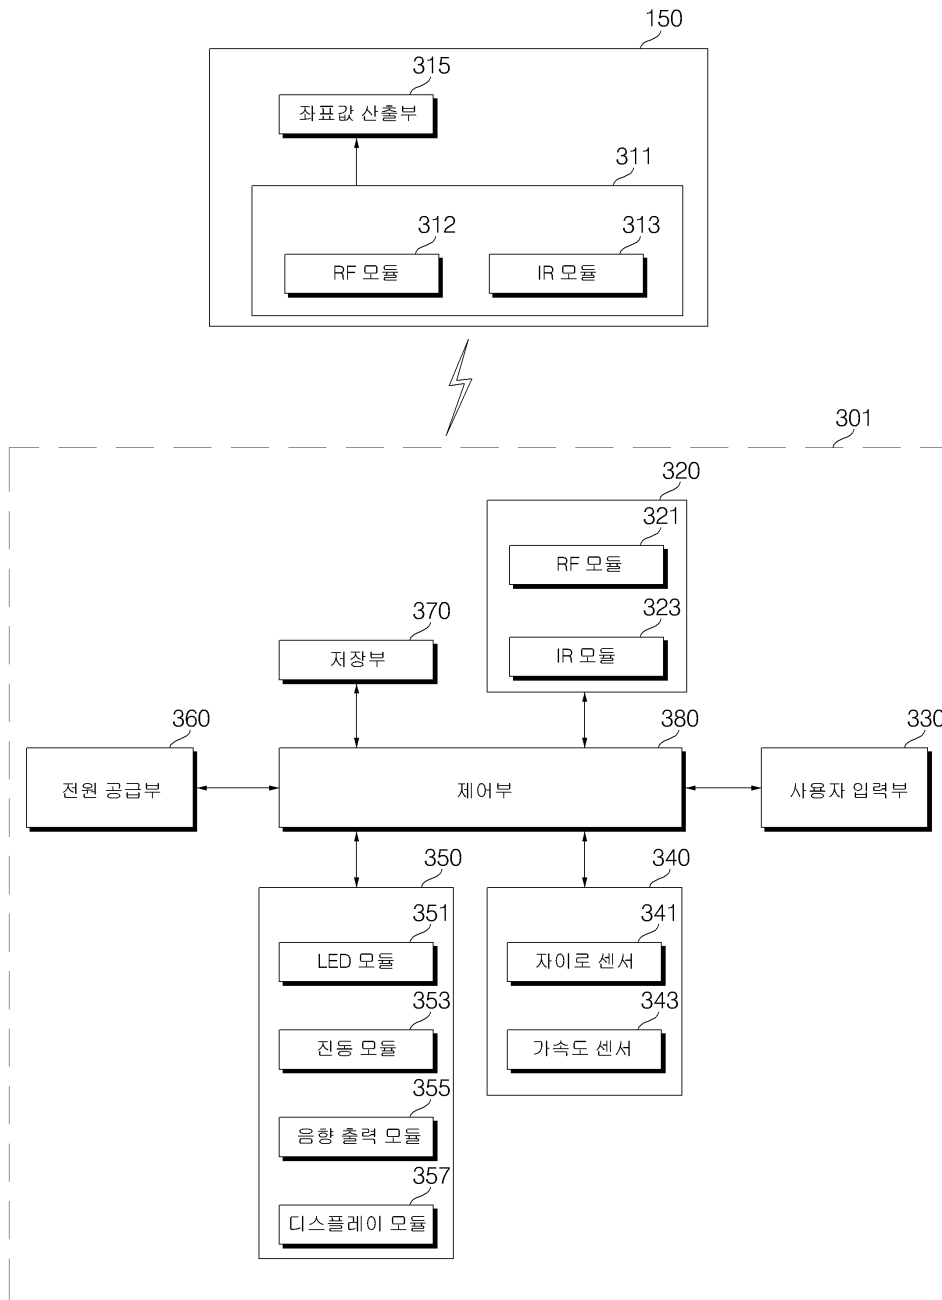 150
315
좌표값 산출부
311
312
313
RF 모듈
IR 모듈
301
320
321
RF 모듈
370
323
저장부
IR 모듈
360
380
330
전원 공급부
제어부
사용자 입력부
350
340
351
341
LED 모듈
자이로 센서
353
343
진동 모듈
가속도 센서
355
음향 출력 모듈
357
디스플레이 모듈